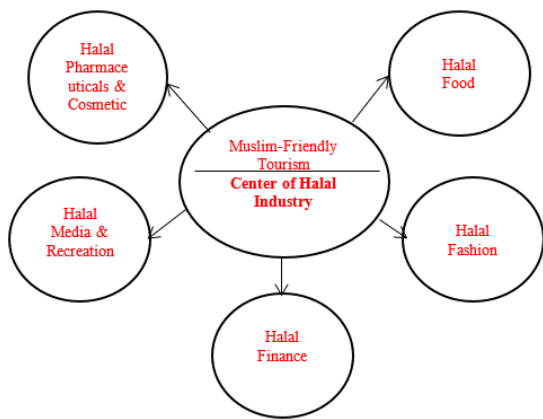 Halal
Pharmace
uticals &
Cosmetic
Halal
Food
Muslim-Friendly
Tourism
Center of Halal
Industry
Halal
Media &
Recreation
Halal
Fashion
Halal
Finance